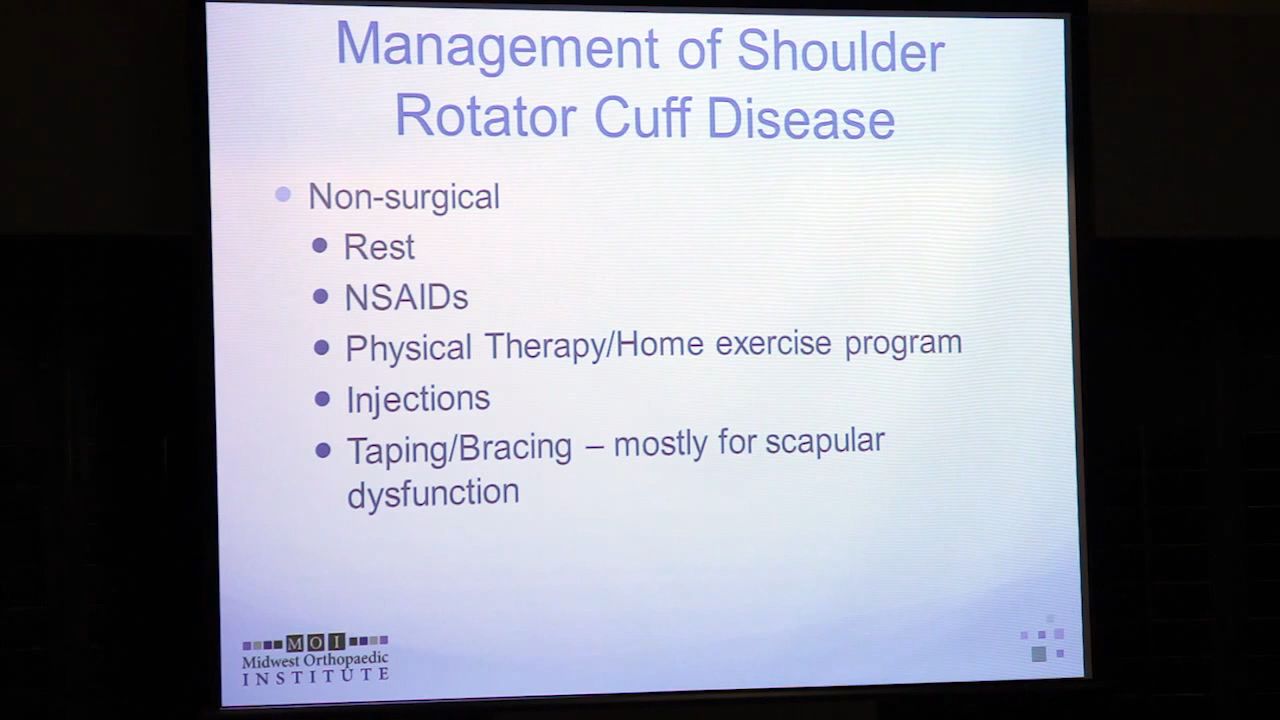 Management of Shoulder
Rotator Cuff Disease
Non-surgical
Rest
NSAIDs
Physical Therapy/Home exercise program
Injections
Taping/Bracing – mostly for scapular
dysfunction
MOI
Midwest Orthopaedic
INSTITUTE